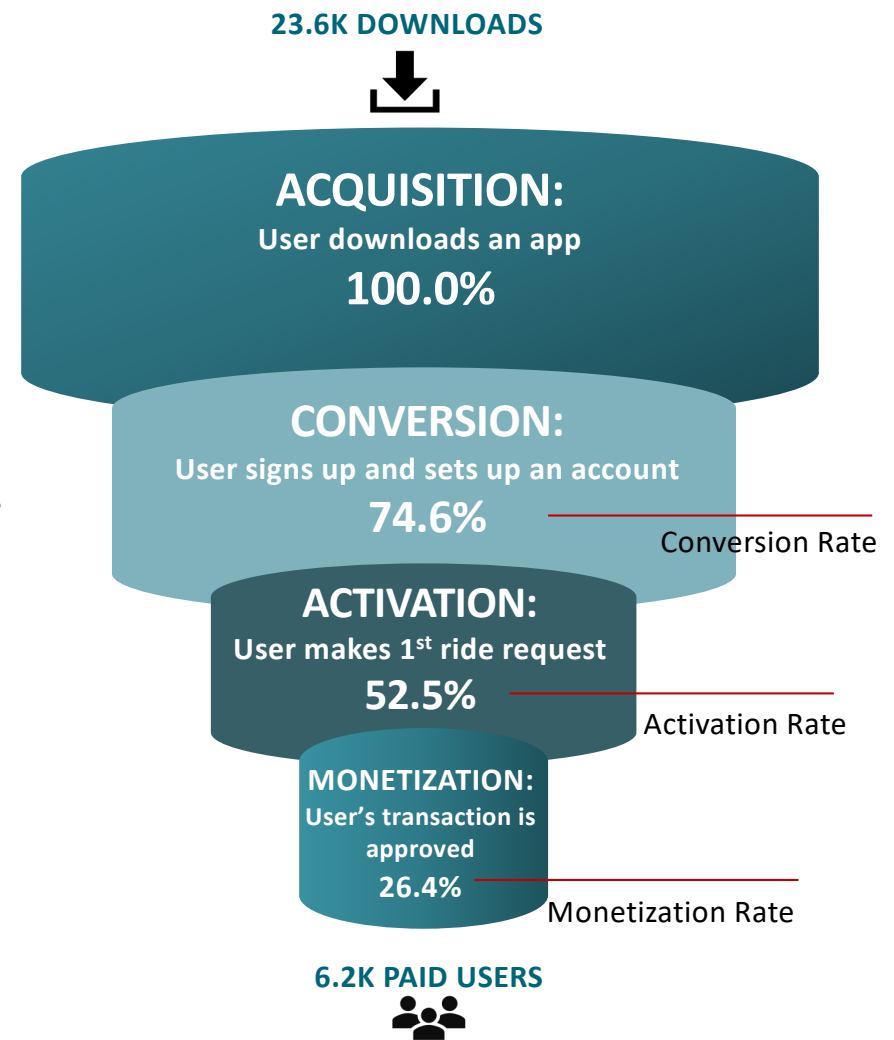 23.6K DOWNLOADS
ACQUISITION:
User downloads an app
100.0%
CONVERSION:
User signs up and sets up an account
74.6%
Conversion Rate
ACTIVATION:
User makes 1st ride request
52.5%
Activation Rate
MONETIZATION:
User’s transaction is
approved
26.4%
Monetization Rate
6.2K PAID USERS